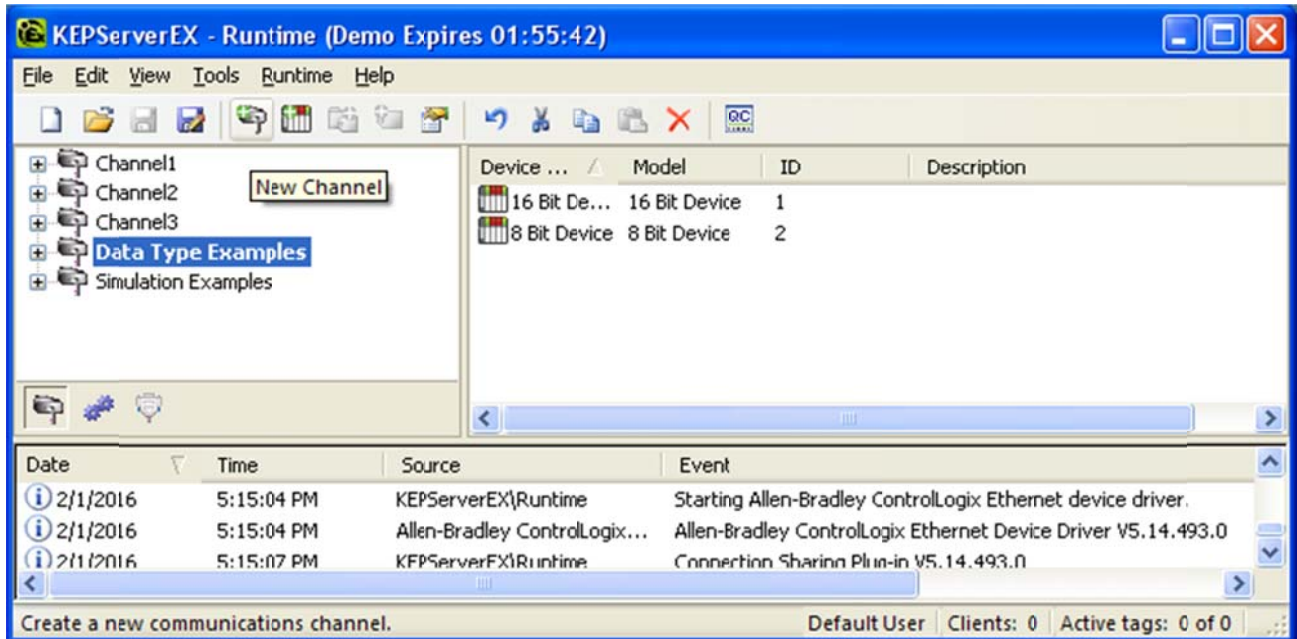 KEPServerEX - Runtime (Demo Expires 01:55:42)
File Edit View Tools Runtime Help
QC
Channel1
Channel2
Channel3
Data Type Examples
Simulation Examples
New Channel
Device ... Model ID Description
16 Bit De... 16 Bit Device 1
8 Bit Device 8 Bit Device 2
Date Time Source Event
2/1/2016 5:15:04 PM KEPServerEX\Runtime Starting Allen-Bradley ControlLogix Ethernet device driver.
2/1/2016 5:15:04 PM Allen-Bradley ControlLogix... Allen-Bradley ControlLogix Ethernet Device Driver V5.14.493.0
2/1/2016 5:15:07 PM KEPServerEX\Runtime Connection Sharing Plug-in V5.14.493.0
Create a new communications channel. Default User Clients: 0 Active tags: 0 of 0